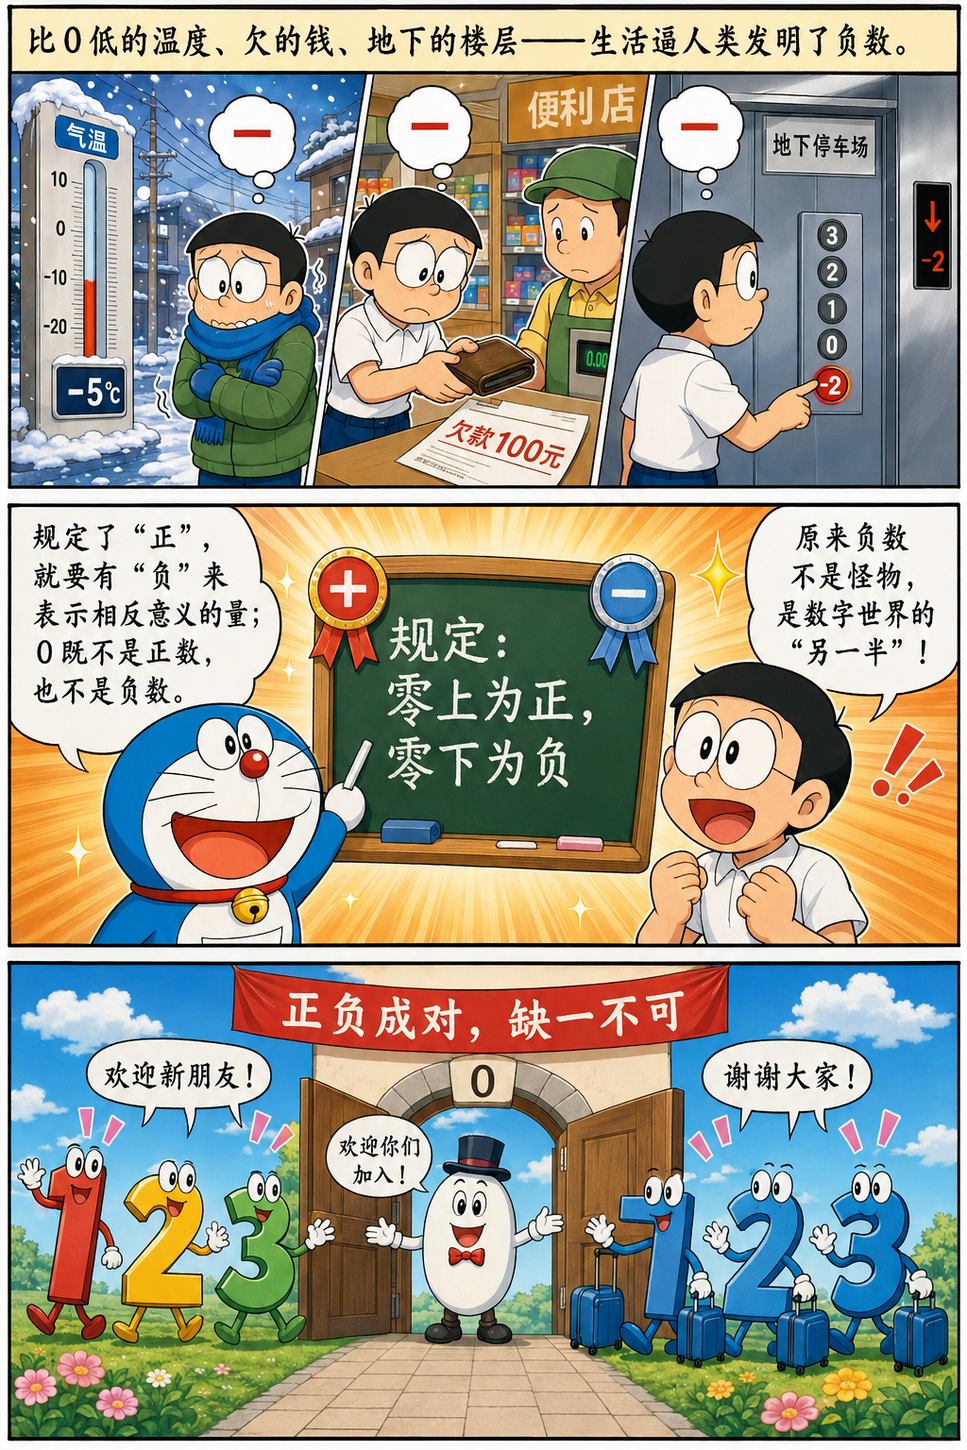 比0低的温度、欠的钱、地下的楼层——生活逼人类发明了负数。
气温
10
0
-10
-20
-5℃
便利店
0.00
欠款100元
地下停车场
3
2
1
0
-2
↓
-2
规定了“正”，
就要有“负”来
表示相反意义的量；
0既不是正数，
也不是负数。
+
规定：
零上为正，
零下为负
-
原来负数
不是怪物，
是数字世界的
“另一半”！
!!
正负成对，缺一不可
欢迎新朋友！
0
欢迎你们
加入！
谢谢大家！
1 2 3
1 2 3